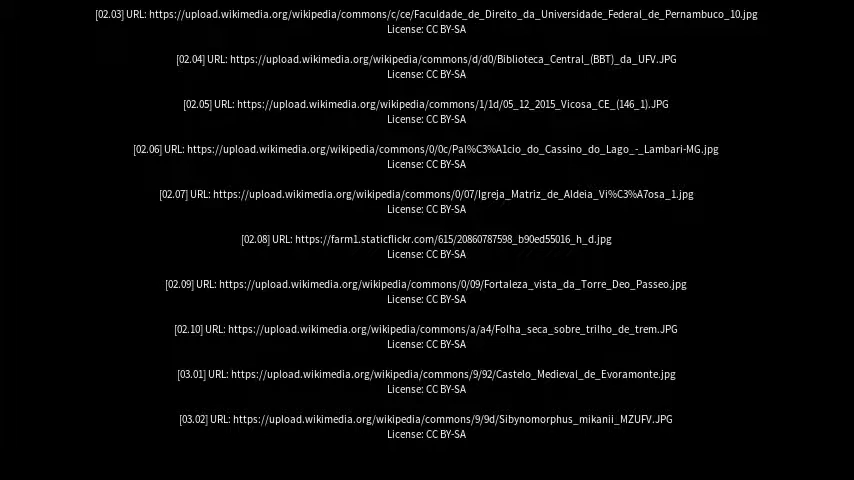 [02.03] URL: https://upload.wikimedia.org/wikipedia/commons/c/ce/Faculdade_de_Direito_da_Universidade_Federal_de_Pernambuco_10.jpg
License: CC BY-SA
[02.04] URL: https://upload.wikimedia.org/wikipedia/commons/d/d0/Biblioteca_Central_(BBT)_da_UFV.JPG
License: CC BY-SA
[02.05] URL: https://upload.wikimedia.org/wikipedia/commons/1/1d/05_12_2015_Vicosa_CE_(146_1).JPG
License: CC BY-SA
[02.06] URL: https://upload.wikimedia.org/wikipedia/commons/0/0c/Pal%C3%A1cio_do_Cassino_do_Lago_-_Lambari-MG.jpg
License: CC BY-SA
[02.07] URL: https://upload.wikimedia.org/wikipedia/commons/0/07/Igreja_Matriz_de_Aldeia_Vi%C3%A7osa_1.jpg
License: CC BY-SA
[02.08] URL: https://farm1.staticflickr.com/615/20860787598_b90ed55016_h_d.jpg
License: CC BY-SA
[02.09] URL: https://upload.wikimedia.org/wikipedia/commons/0/09/Fortaleza_vista_da_Torre_Deo_Passeo.jpg
License: CC BY-SA
[02.10] URL: https://upload.wikimedia.org/wikipedia/commons/a/a4/Folha_seca_sobre_trilho_de_trem.JPG
License: CC BY-SA
[03.01] URL: https://upload.wikimedia.org/wikipedia/commons/9/92/Castelo_Medieval_de_Evoramonte.jpg
License: CC BY-SA
[03.02] URL: https://upload.wikimedia.org/wikipedia/commons/9/9d/Sibynomorphus_mikanii_MZUFV.JPG
License: CC BY-SA